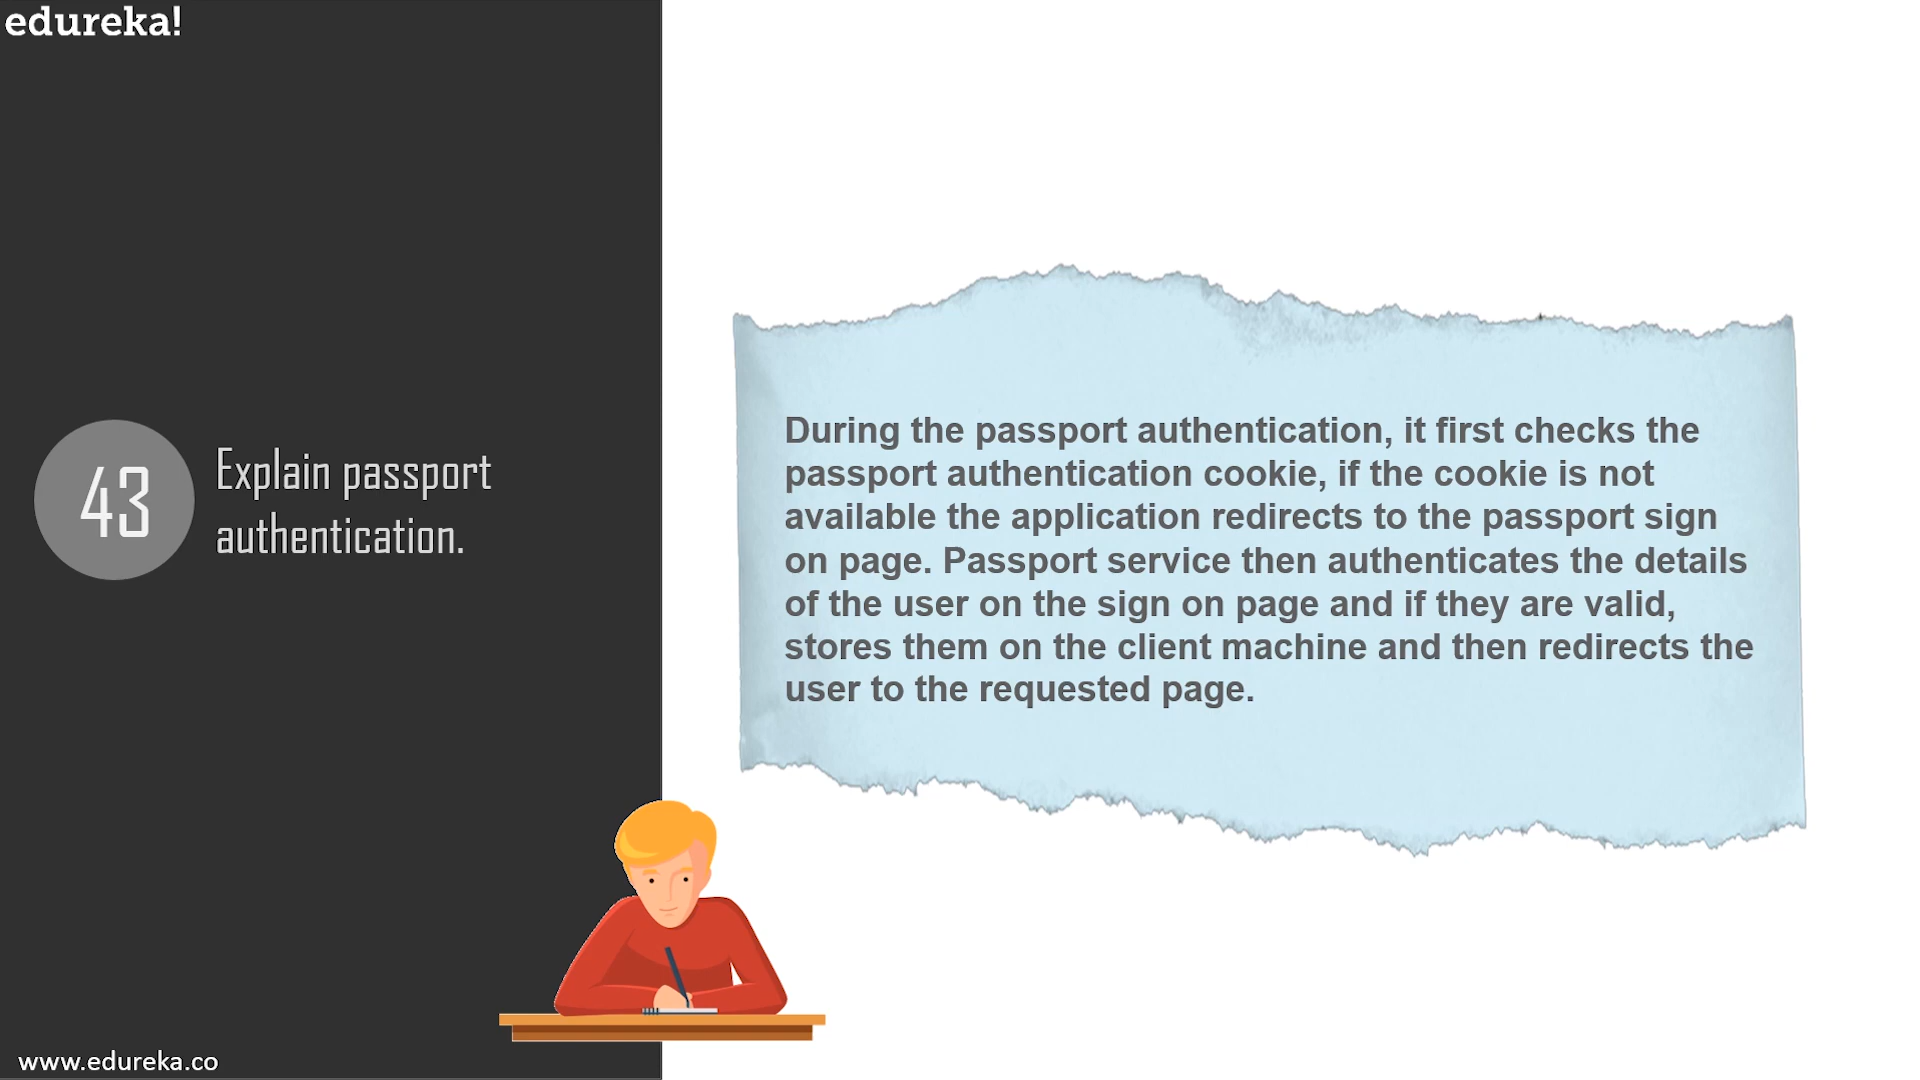 edureka!
43
Explain passport
authentication.
During the passport authentication, it first checks the
passport authentication cookie, if the cookie is not
available the application redirects to the passport sign
on page. Passport service then authenticates the details
of the user on the sign on page and if they are valid,
stores them on the client machine and then redirects the
user to the requested page.
www.edureka.co